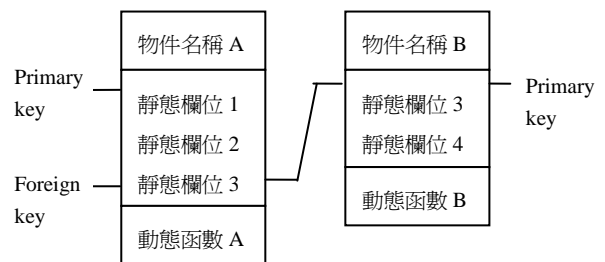 物件名稱 A
物件名稱 B
Primary
key
靜態欄位 1
靜態欄位 2
靜態欄位 3
Foreign
key
動態函數 A
靜態欄位 3
靜態欄位 4
動態函數 B
Primary
key